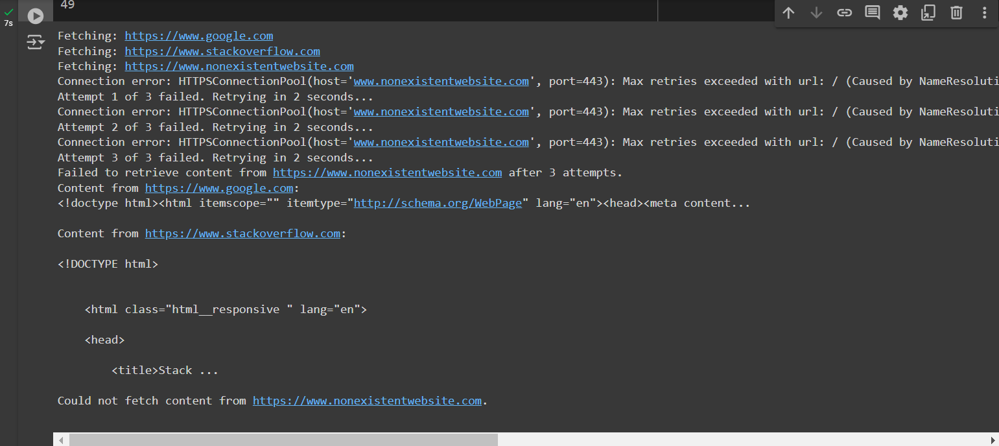 49
7s
Fetching: https://www.google.com
Fetching: https://www.stackoverflow.com
Fetching: https://www.nonexistentwebsite.com
Connection error: HTTPSConnectionPool(host='www.nonexistentwebsite.com', port=443): Max retries exceeded with url: / (Caused by NameResoluti
Attempt 1 of 3 failed. Retrying in 2 seconds...
Connection error: HTTPSConnectionPool(host='www.nonexistentwebsite.com', port=443): Max retries exceeded with url: / (Caused by NameResoluti
Attempt 2 of 3 failed. Retrying in 2 seconds...
Connection error: HTTPSConnectionPool(host='www.nonexistentwebsite.com', port=443): Max retries exceeded with url: / (Caused by NameResoluti
Attempt 3 of 3 failed. Retrying in 2 seconds...
Failed to retrieve content from https://www.nonexistentwebsite.com after 3 attempts.
Content from https://www.google.com:
<!doctype html><html itemscope="" itemtype="http://schema.org/WebPage" lang="en"><head><meta content...
Content from https://www.stackoverflow.com:
<!DOCTYPE html>
<html class="html__responsive " lang="en">
<head>
<title>Stack ...
Could not fetch content from https://www.nonexistentwebsite.com.